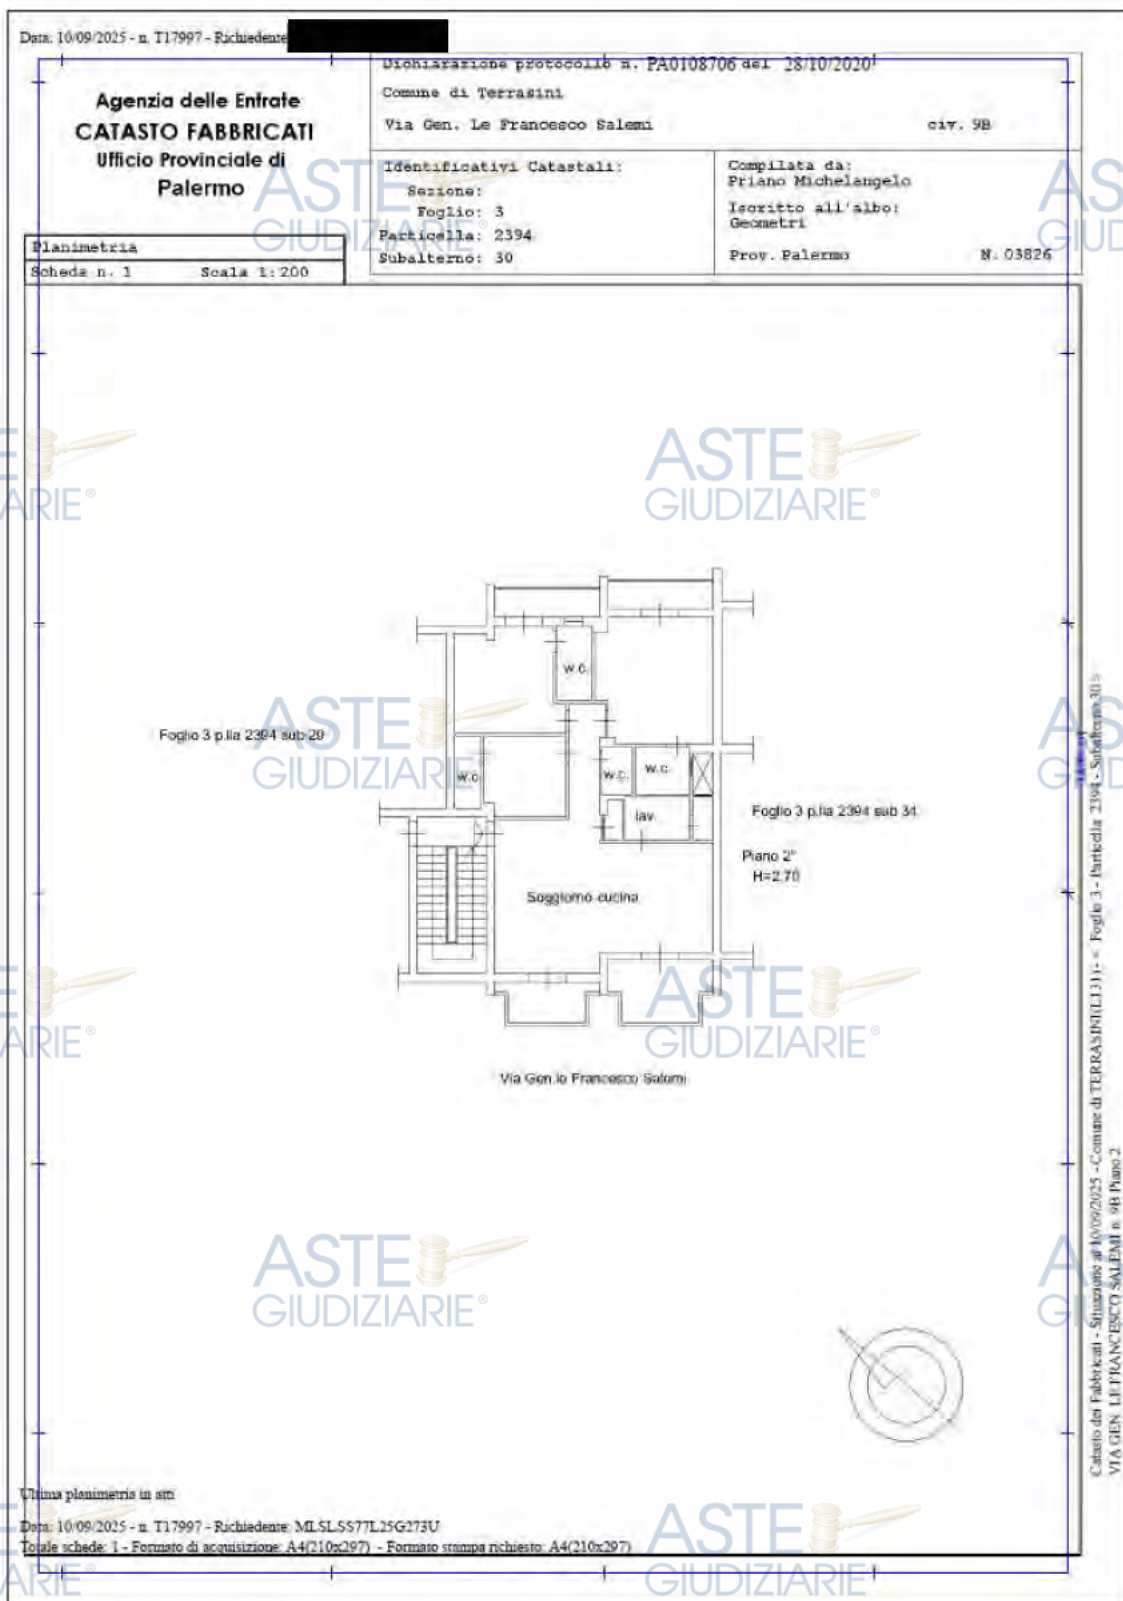 Data: 10/09/2025 - n. T17997 - Richiedente
Dichiarazione protocollo n. PA0108706 del 28/10/2020
Agenzia delle Entrate
CATASTO FABBRICATI
Ufficio Provinciale di
Palermo
Comune di Terrasini
Via Gen. Le Francesco Salemi civ. 9B
Identificativi Catastali:
Sezione:
Foglio: 3
Particella: 2394
Subalterno: 30
Compilata da:
Priano Michelangelo
Iscritto all'albo:
Geometri
Prov. Palermo N. 03826
Planimetria
Scheda n. 1 Scala 1:200
ASTE
GIUDIZIARIE®
w.c.
Foglio 3 p.lla 2394 sub 29
w.c.
w.c.
w.c.
lav.
Foglio 3 p.lla 2394 sub 34
Piano 2°
H=2.70
Soggiorno cucina
Via Gen.le Francesco Salemi
Catasto dei Fabbricati - Situazione al 10/09/2025 - Comune di TERRASINI(L131) - < Foglio 3 - Particella 2394 - Subalterno 30 >
VIA GEN. LE FRANCESCO SALEMI n. 9B Piano 2
Ultima planimetria in atti
Data: 10/09/2025 - n. T17997 - Richiedente: MLSLSS77L25G273U
Totale schede: 1 - Formato di acquisizione: A4(210x297) - Formato stampa richiesto: A4(210x297)